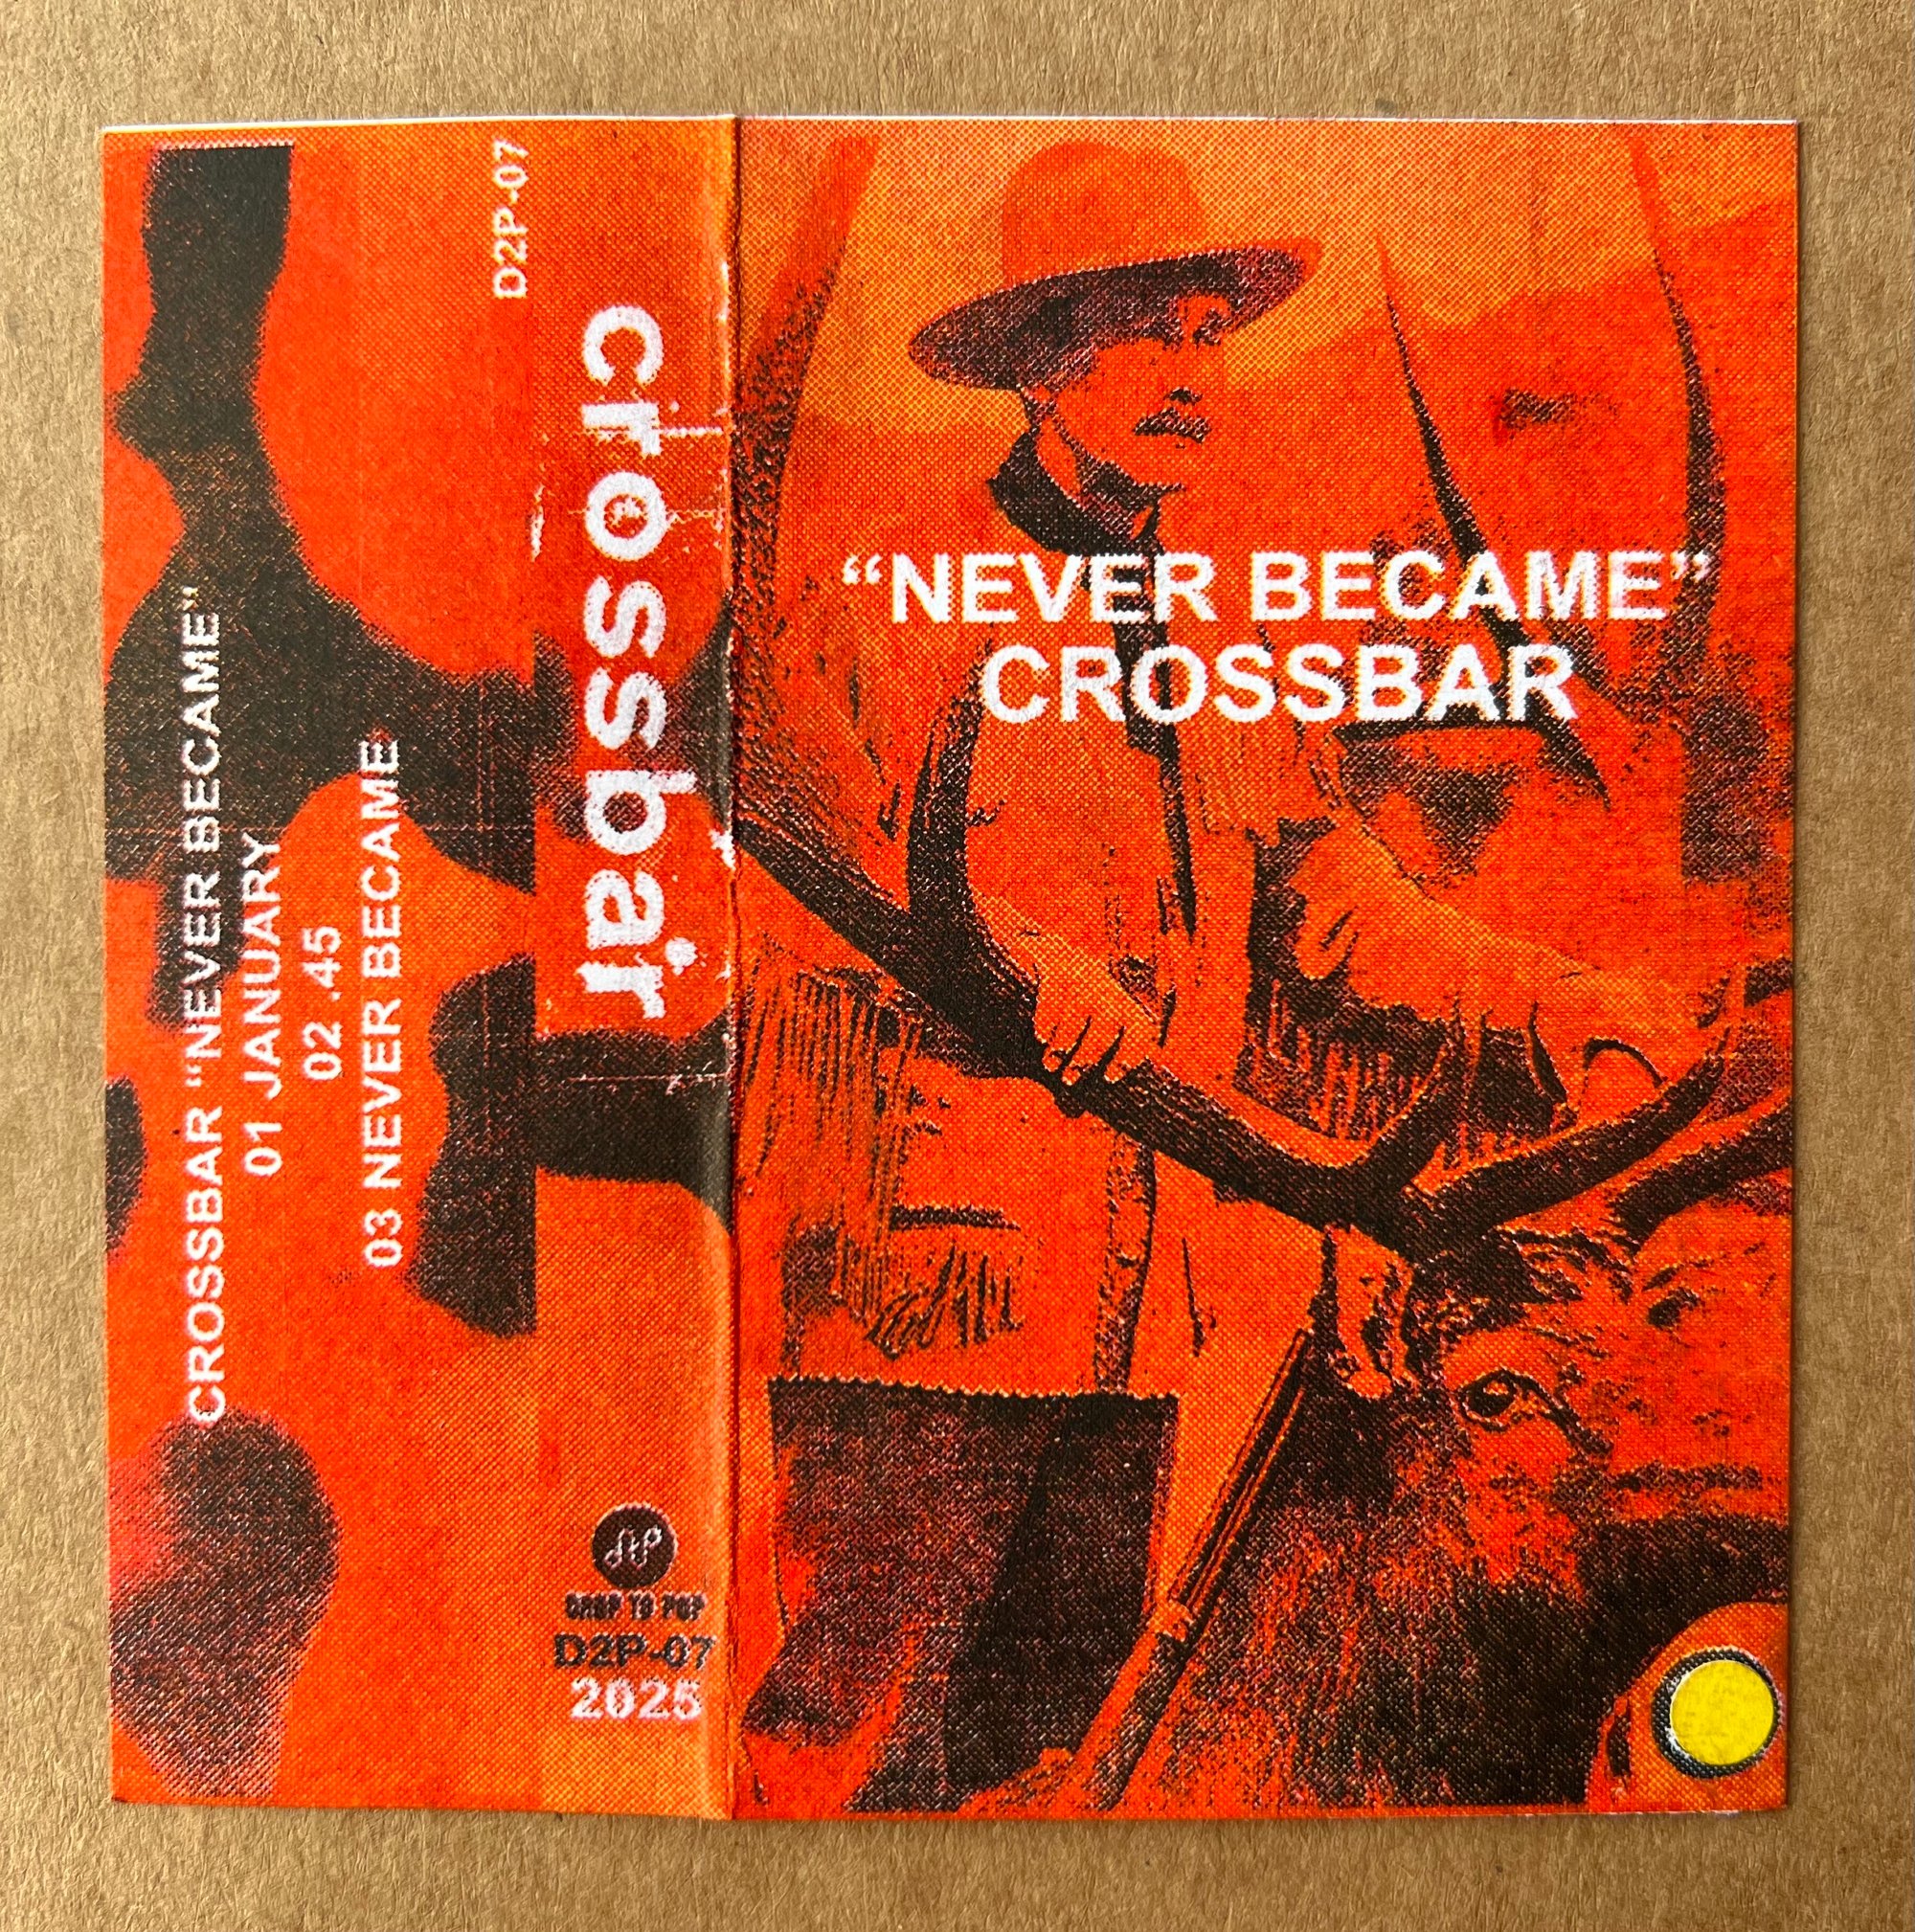 CROSSBAR “NEVER BECAME”
01 JANUARY
02 .45
03 NEVER BECAME
D2P-07
crossbar
dtp
DROP TO POP
D2P-07
2025
“NEVER BECAME”
CROSSBAR